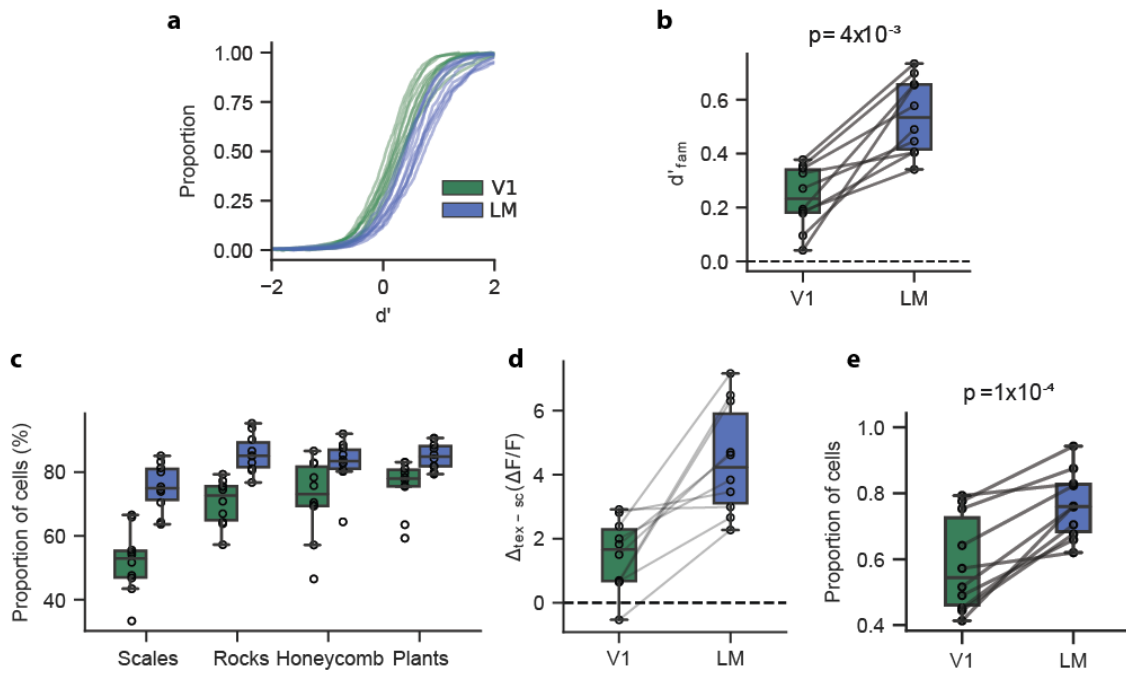 a
1.00
0.75
0.50
0.25
0.00
Proportion
−2
0
2
d'
V1
LM
b
p= 4x10⁻³
0.6
0.4
0.2
0.0
d'fam
V1
LM
c
80
60
40
Proportion of cells (%)
Scales
Rocks
Honeycomb
Plants
d
6
4
2
0
Δtex − sc(ΔF/F)
V1
LM
e
p=1x10⁻⁴
1.0
0.8
0.6
0.4
Proportion of cells
V1
LM